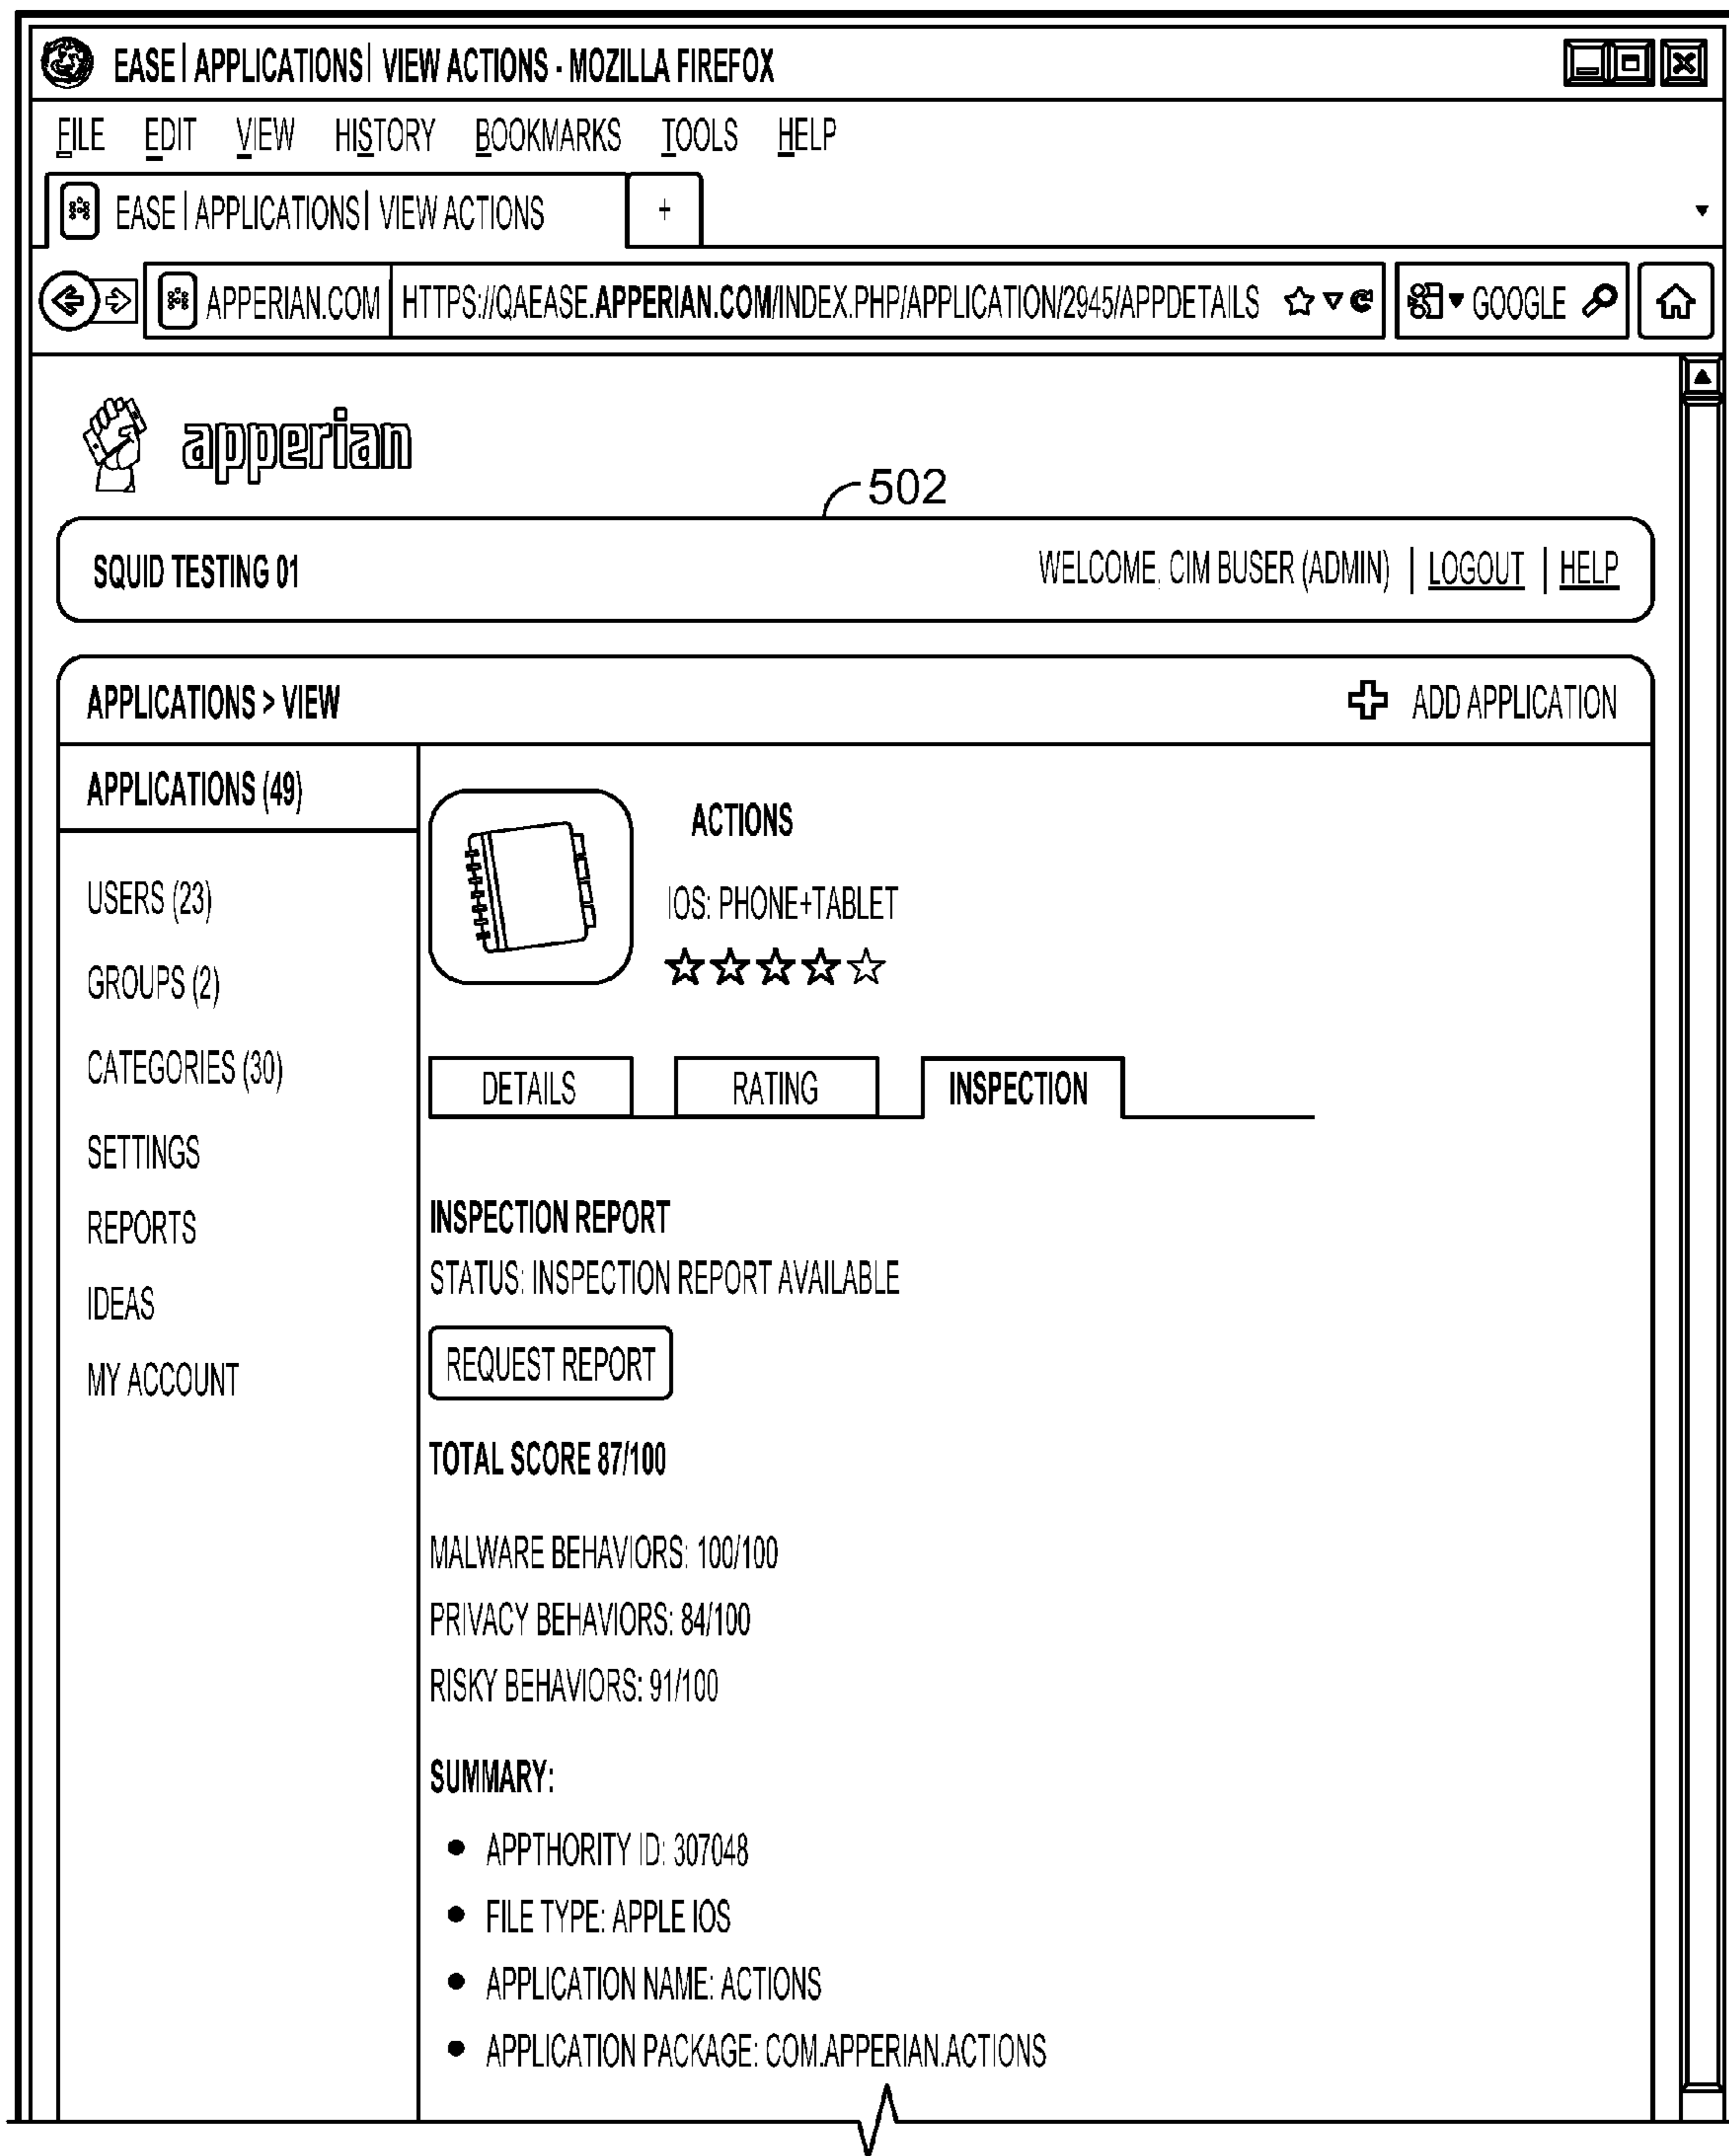 EASE | APPLICATIONS | VIEW ACTIONS - MOZILLA FIREFOX
FILE EDIT VIEW HISTORY BOOKMARKS TOOLS HELP
EASE | APPLICATIONS | VIEW ACTIONS +
APPERIAN.COM HTTPS://QAEASE.APPERIAN.COM/INDEX.PHP/APPLICATION/2945/APPDETAILS GOOGLE
apperian
502
SQUID TESTING 01 WELCOME, CIM BUSER (ADMIN) | LOGOUT | HELP
APPLICATIONS > VIEW ADD APPLICATION
APPLICATIONS (49)
USERS (23)
GROUPS (2)
CATEGORIES (30)
SETTINGS
REPORTS
IDEAS
MY ACCOUNT
ACTIONS
IOS: PHONE+TABLET
DETAILS RATING INSPECTION
INSPECTION REPORT
STATUS: INSPECTION REPORT AVAILABLE
REQUEST REPORT
TOTAL SCORE 87/100
MALWARE BEHAVIORS: 100/100
PRIVACY BEHAVIORS: 84/100
RISKY BEHAVIORS: 91/100
SUMMARY:
• APPTHORITY ID: 307048
• FILE TYPE: APPLE IOS
• APPLICATION NAME: ACTIONS
• APPLICATION PACKAGE: COM.APPERIAN.ACTIONS